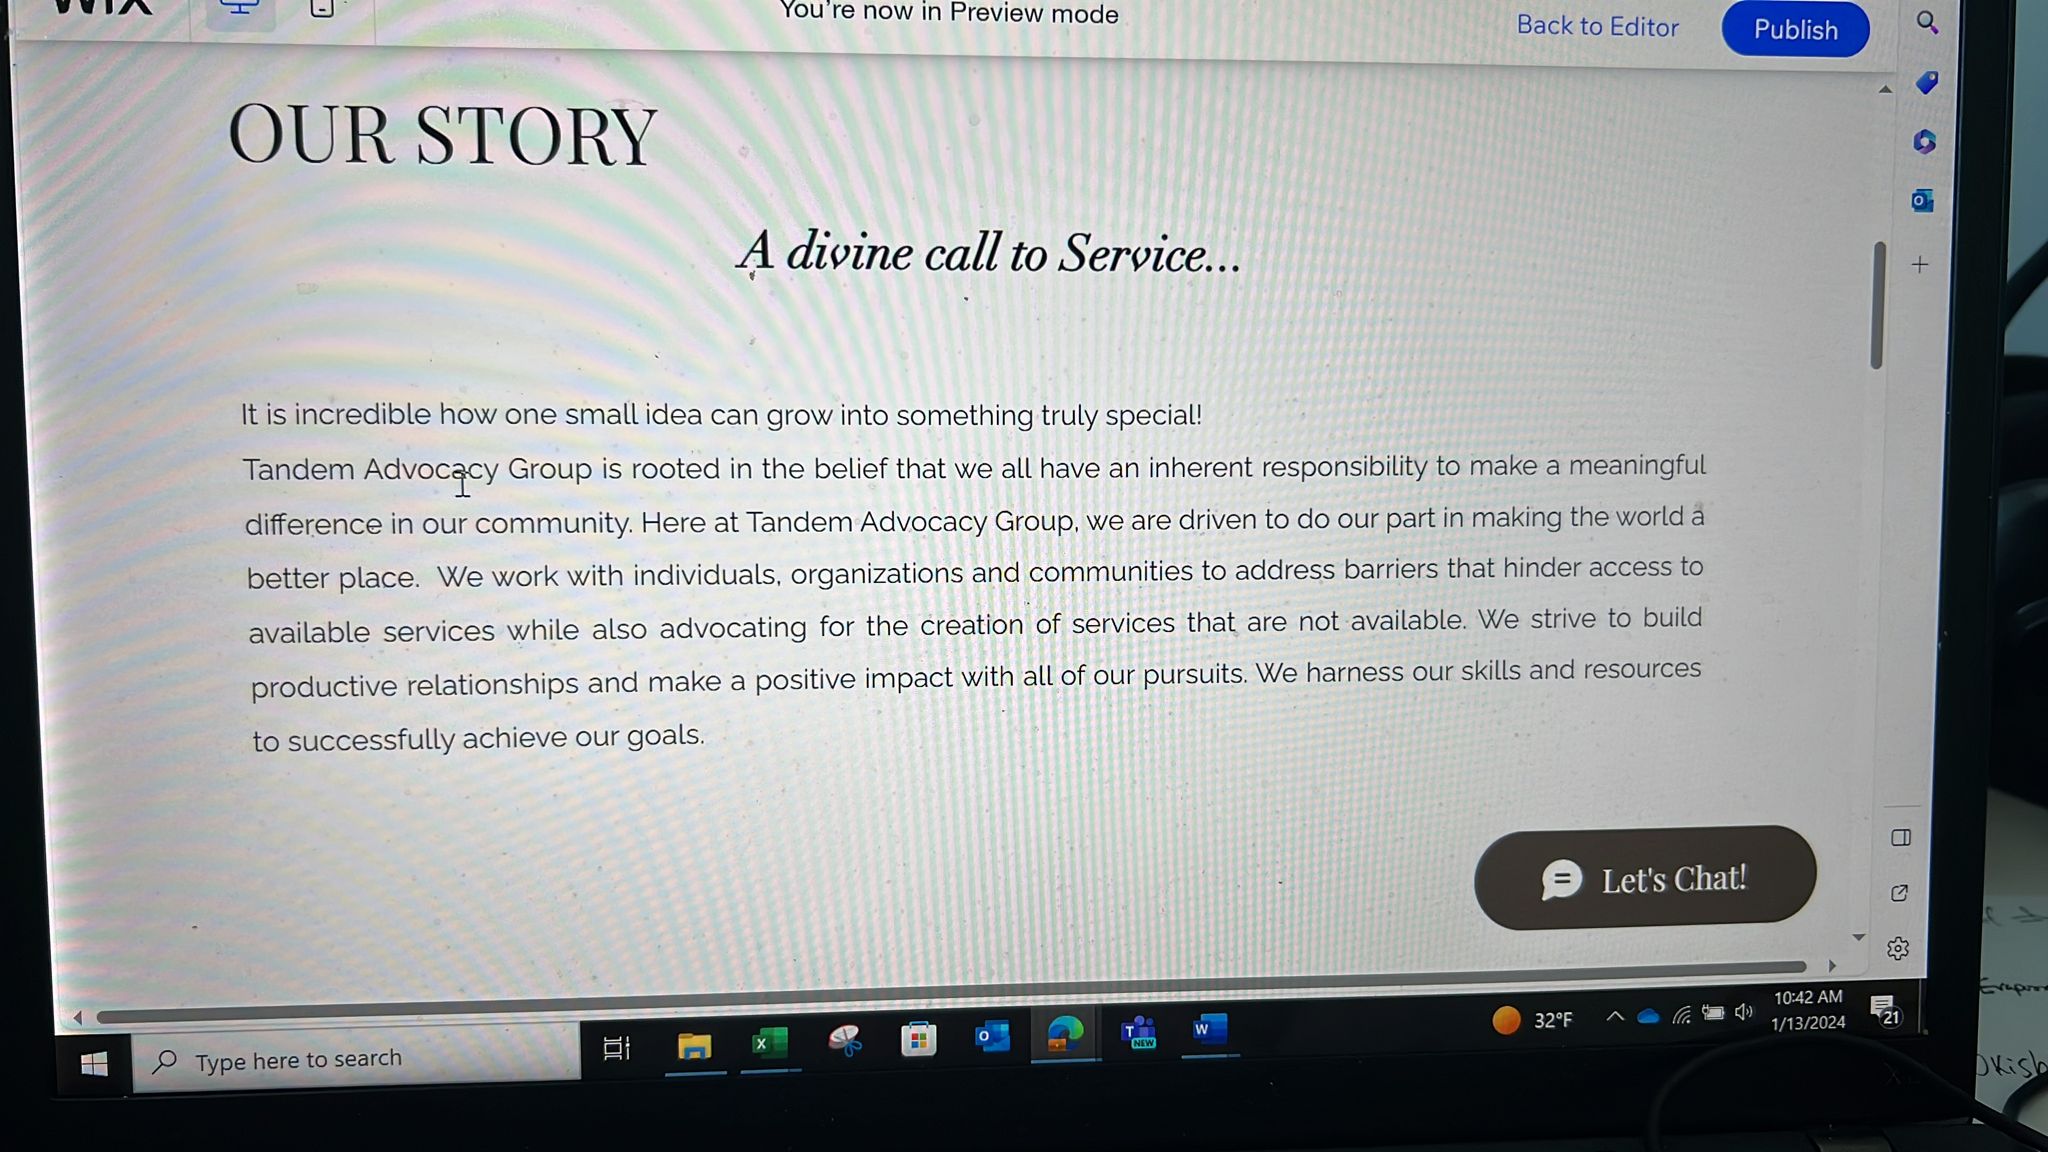 WIX
You're now in Preview mode
Back to Editor
Publish
OUR STORY
A divine call to Service...
It is incredible how one small idea can grow into something truly special!
Tandem Advocacy Group is rooted in the belief that we all have an inherent responsibility to make a meaningful
difference in our community. Here at Tandem Advocacy Group, we are driven to do our part in making the world a
better place.  We work with individuals, organizations and communities to address barriers that hinder access to
available services while also advocating for the creation of services that are not available. We strive to build
productive relationships and make a positive impact with all of our pursuits. We harness our skills and resources
to successfully achieve our goals.
Let's Chat!
Type here to search
NEW
32°F
10:42 AM
1/13/2024
21